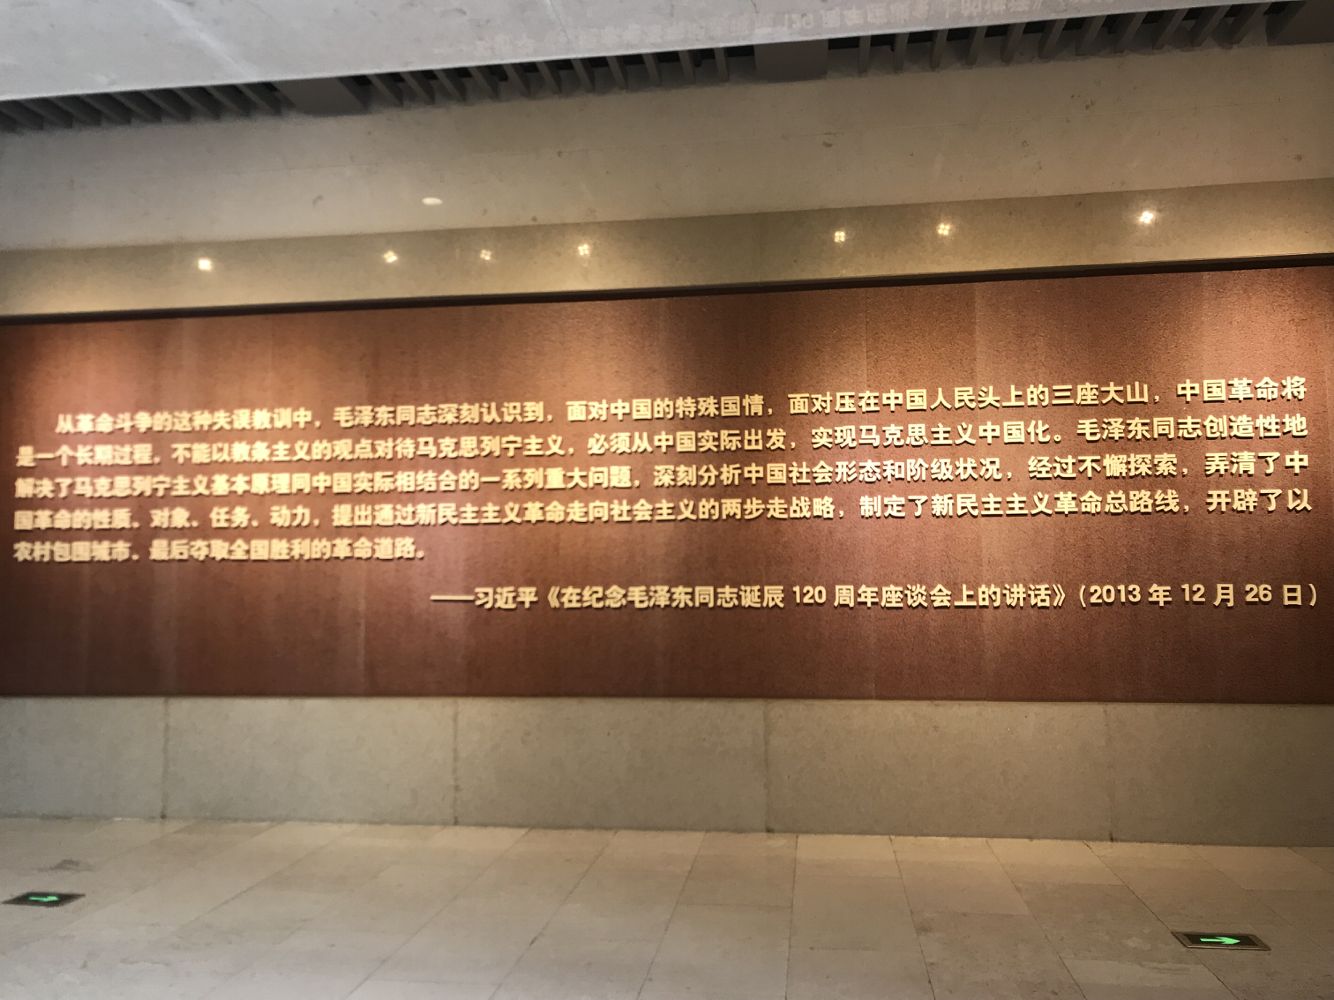 从革命斗争的这种失误教训中，毛泽东同志深刻认识到，面对中国的特殊国情，面对压在中国人民头上的三座大山，中国革命将
是一个长期过程，不能以教条主义的观点对待马克思列宁主义，必须从中国实际出发，实现马克思主义中国化。毛泽东同志创造性地
解决了马克思列宁主义基本原理同中国实际相结合的一系列重大问题，深刻分析中国社会形态和阶级状况，经过不懈探索，弄清了中
国革命的性质、对象、任务、动力，提出通过新民主主义革命走向社会主义的两步走战略，制定了新民主主义革命总路线，开辟了以
农村包围城市、最后夺取全国胜利的革命道路。
——习近平《在纪念毛泽东同志诞辰 120 周年座谈会上的讲话》（2013 年 12 月 26 日）